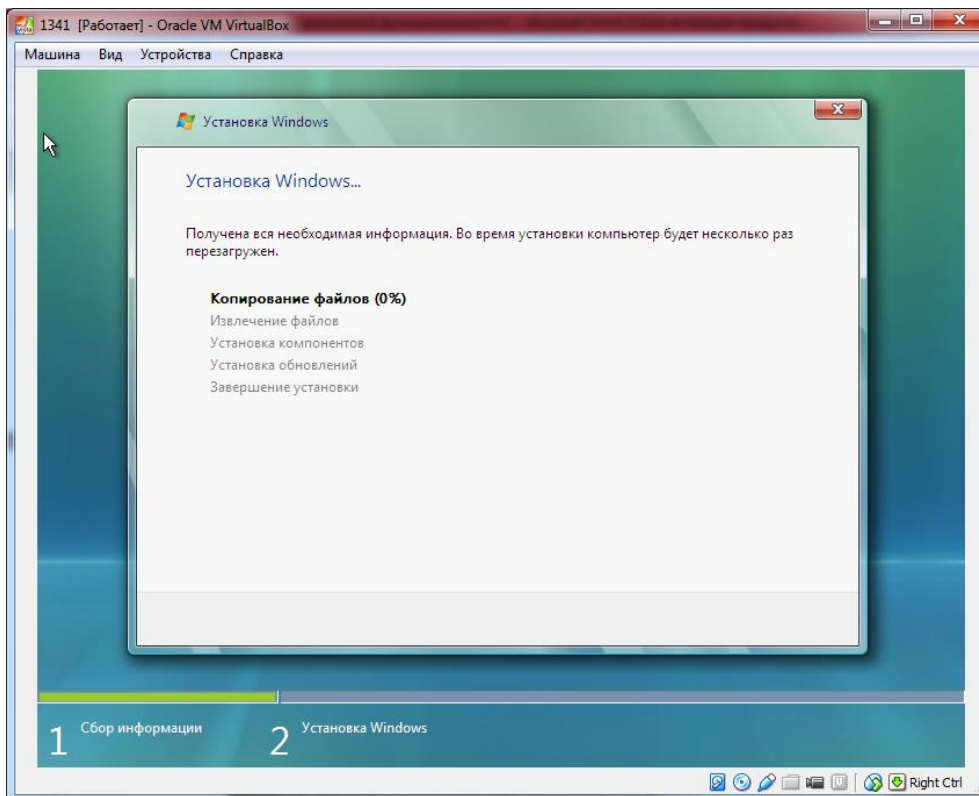 1341 [Работает] - Oracle VM VirtualBox
Машина Вид Устройства Справка
Установка Windows
Установка Windows...
Получена вся необходимая информация. Во время установки компьютер будет несколько раз
перезагружен.
Копирование файлов (0%)
Извлечение файлов
Установка компонентов
Установка обновлений
Завершение установки
1 Сбор информации 2 Установка Windows
Right Ctrl